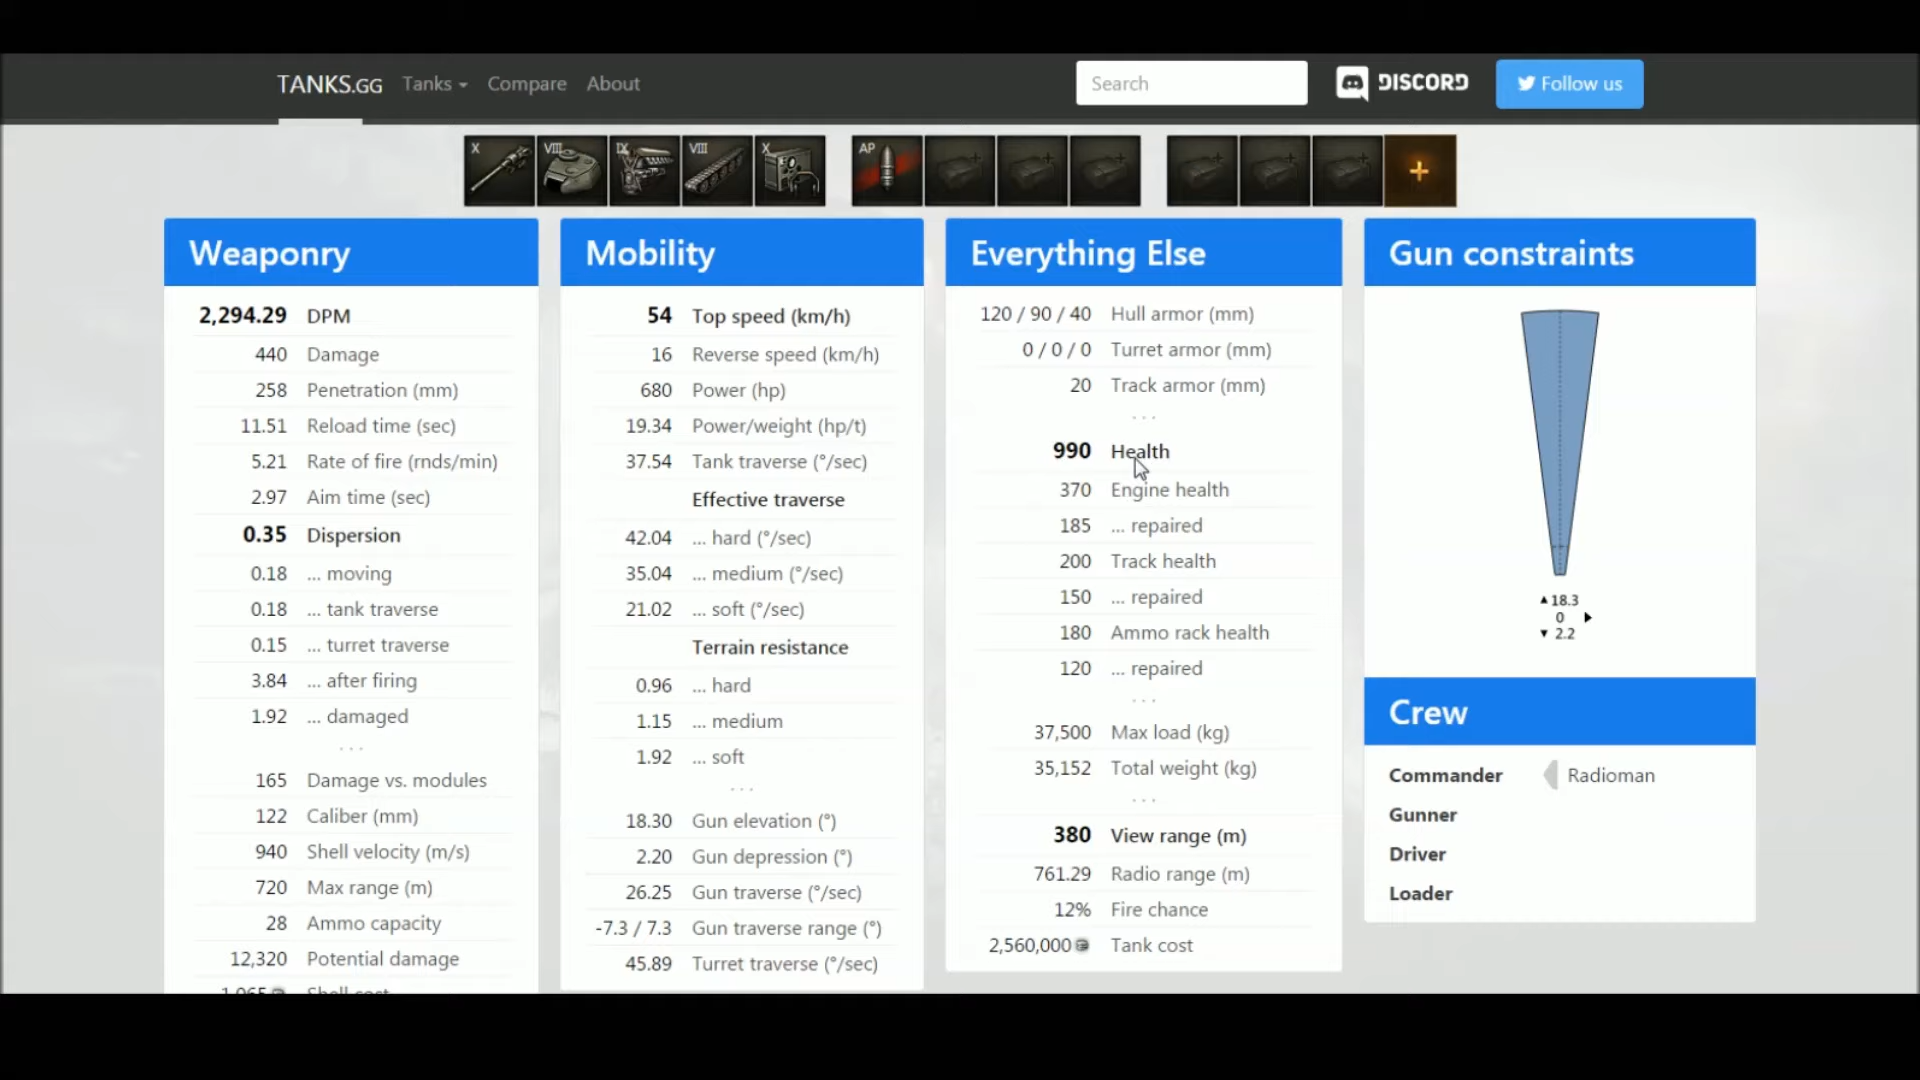 TANKS.GG Tanks Compare About Search DISCORD Follow us
X VIII IX VIII X AP
Weaponry
2,294.29 DPM
440 Damage
258 Penetration (mm)
11.51 Reload time (sec)
5.21 Rate of fire (rnds/min)
2.97 Aim time (sec)
0.35 Dispersion
0.18 ... moving
0.18 ... tank traverse
0.15 ... turret traverse
3.84 ... after firing
1.92 ... damaged
. . .
165 Damage vs. modules
122 Caliber (mm)
940 Shell velocity (m/s)
720 Max range (m)
28 Ammo capacity
12,320 Potential damage
1,065 Shell cost
Mobility
54 Top speed (km/h)
16 Reverse speed (km/h)
680 Power (hp)
19.34 Power/weight (hp/t)
37.54 Tank traverse (°/sec)
Effective traverse
42.04 ... hard (°/sec)
35.04 ... medium (°/sec)
21.02 ... soft (°/sec)
Terrain resistance
0.96 ... hard
1.15 ... medium
1.92 ... soft
. . .
18.30 Gun elevation (°)
2.20 Gun depression (°)
26.25 Gun traverse (°/sec)
-7.3 / 7.3 Gun traverse range (°)
45.89 Turret traverse (°/sec)
Everything Else
120 / 90 / 40 Hull armor (mm)
0 / 0 / 0 Turret armor (mm)
20 Track armor (mm)
. . .
990 Health
370 Engine health
185 ... repaired
200 Track health
150 ... repaired
180 Ammo rack health
120 ... repaired
. . .
37,500 Max load (kg)
35,152 Total weight (kg)
. . .
380 View range (m)
761.29 Radio range (m)
12% Fire chance
2,560,000 Tank cost
Gun constraints
▲ 18.3
0 ▶
▼ 2.2
Crew
Commander Radioman
Gunner
Driver
Loader